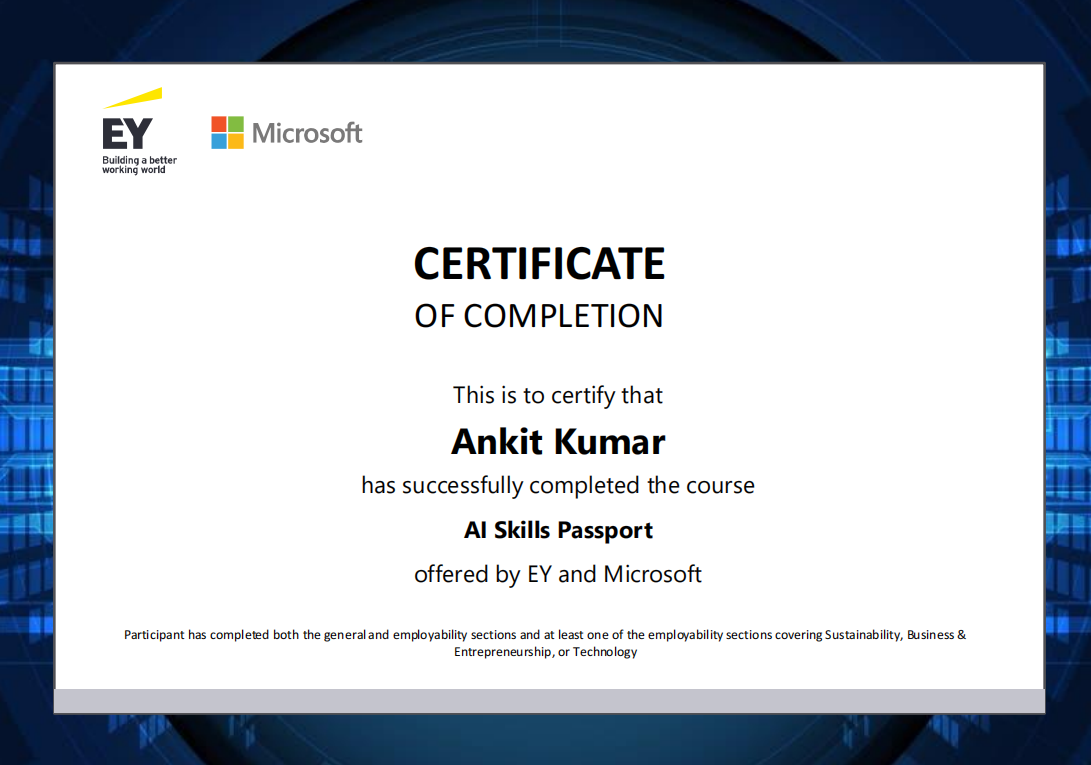 EY
Building a better
working world
Microsoft
CERTIFICATE
OF COMPLETION
This is to certify that
Ankit Kumar
has successfully completed the course
AI Skills Passport
offered by EY and Microsoft
Participant has completed both the general and employability sections and at least one of the employability sections covering Sustainability, Business &
Entrepreneurship, or Technology